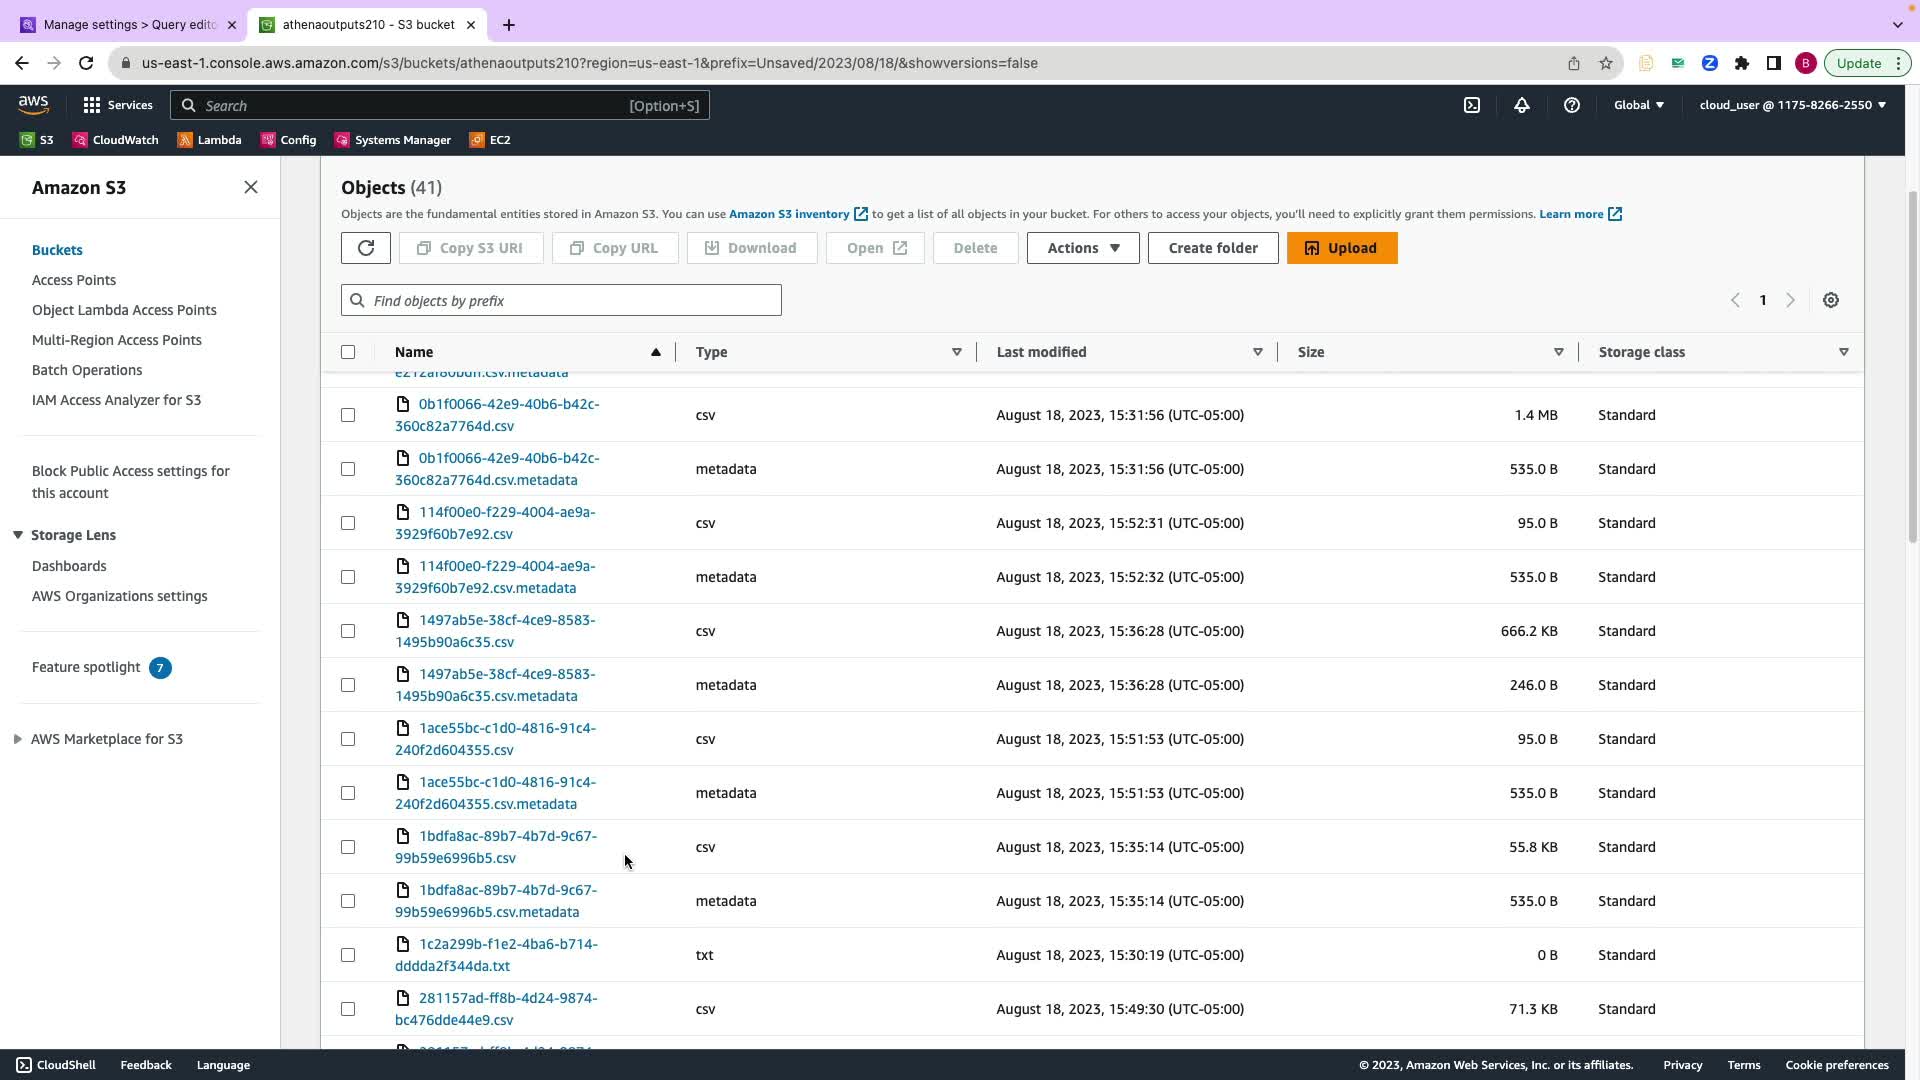 Manage settings > Query edito
athenaoutputs210 - S3 bucket
us-east-1.console.aws.amazon.com/s3/buckets/athenaoutputs210?region=us-east-1&prefix=Unsaved/2023/08/18/&showversions=false
B
Update
aws
Services
Search
[Option+S]
Global
cloud_user @ 1175-8266-2550
S3
CloudWatch
Lambda
Config
Systems Manager
EC2
Amazon S3
Buckets
Access Points
Object Lambda Access Points
Multi-Region Access Points
Batch Operations
IAM Access Analyzer for S3
Block Public Access settings for
this account
Storage Lens
Dashboards
AWS Organizations settings
Feature spotlight 7
AWS Marketplace for S3
Objects (41)
Objects are the fundamental entities stored in Amazon S3. You can use Amazon S3 inventory to get a list of all objects in your bucket. For others to access your objects, you'll need to explicitly grant them permissions. Learn more
Copy S3 URI
Copy URL
Download
Open
Delete
Actions
Create folder
Upload
Find objects by prefix
1
Name
Type
Last modified
Size
Storage class
e212af80bdff.csv.metadata
0b1f0066-42e9-40b6-b42c-
360c82a7764d.csv
csv
August 18, 2023, 15:31:56 (UTC-05:00)
1.4 MB
Standard
0b1f0066-42e9-40b6-b42c-
360c82a7764d.csv.metadata
metadata
August 18, 2023, 15:31:56 (UTC-05:00)
535.0 B
Standard
114f00e0-f229-4004-ae9a-
3929f60b7e92.csv
csv
August 18, 2023, 15:52:31 (UTC-05:00)
95.0 B
Standard
114f00e0-f229-4004-ae9a-
3929f60b7e92.csv.metadata
metadata
August 18, 2023, 15:52:32 (UTC-05:00)
535.0 B
Standard
1497ab5e-38cf-4ce9-8583-
1495b90a6c35.csv
csv
August 18, 2023, 15:36:28 (UTC-05:00)
666.2 KB
Standard
1497ab5e-38cf-4ce9-8583-
1495b90a6c35.csv.metadata
metadata
August 18, 2023, 15:36:28 (UTC-05:00)
246.0 B
Standard
1ace55bc-c1d0-4816-91c4-
240f2d604355.csv
csv
August 18, 2023, 15:51:53 (UTC-05:00)
95.0 B
Standard
1ace55bc-c1d0-4816-91c4-
240f2d604355.csv.metadata
metadata
August 18, 2023, 15:51:53 (UTC-05:00)
535.0 B
Standard
1bdfa8ac-89b7-4b7d-9c67-
99b59e6996b5.csv
csv
August 18, 2023, 15:35:14 (UTC-05:00)
55.8 KB
Standard
1bdfa8ac-89b7-4b7d-9c67-
99b59e6996b5.csv.metadata
metadata
August 18, 2023, 15:35:14 (UTC-05:00)
535.0 B
Standard
1c2a299b-f1e2-4ba6-b714-
dddda2f344da.txt
txt
August 18, 2023, 15:30:19 (UTC-05:00)
0 B
Standard
281157ad-ff8b-4d24-9874-
bc476dde44e9.csv
csv
August 18, 2023, 15:49:30 (UTC-05:00)
71.3 KB
Standard
CloudShell
Feedback
Language
© 2023, Amazon Web Services, Inc. or its affiliates.
Privacy
Terms
Cookie preferences